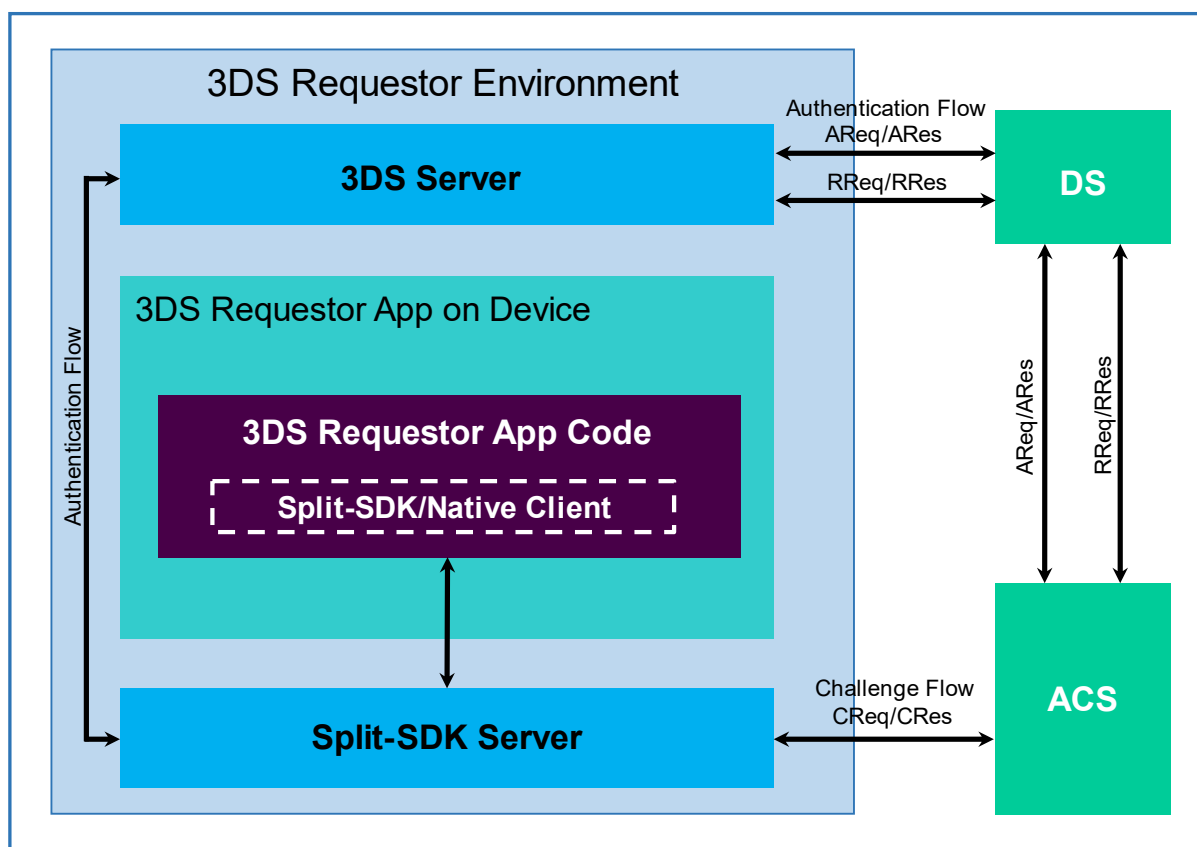 3DS Requestor Environment
3DS Server
Authentication Flow
AReq/ARes
RReq/RRes
DS
3DS Requestor App on Device
3DS Requestor App Code
Split-SDK/Native Client
Authentication Flow
AReq/ARes
RReq/RRes
Split-SDK Server
Challenge Flow
CReq/CRes
ACS